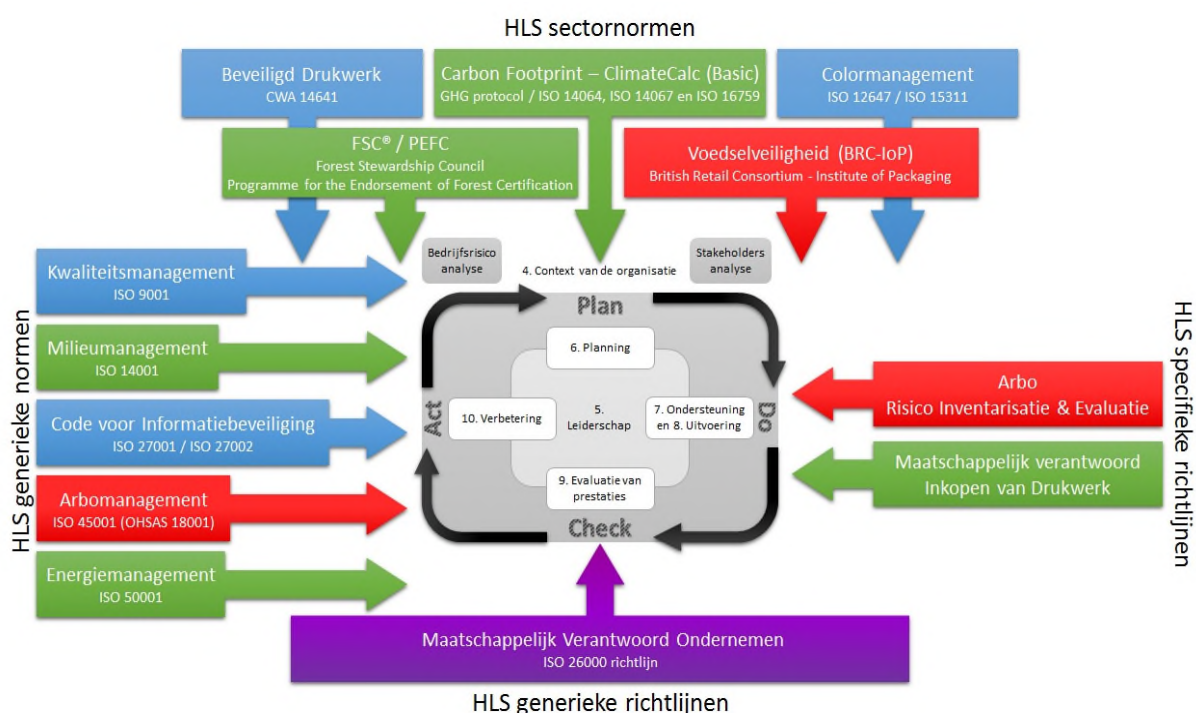 HLS sectornormen
Beveiligd Drukwerk
CWA 14641
Carbon Footprint – ClimateCalc (Basic)
GHG protocol / ISO 14064, ISO 14067 en ISO 16759
Colormanagement
ISO 12647 / ISO 15311
FSC® / PEFC
Forest Stewardship Council
Programme for the Endorsement of Forest Certification
Voedselveiligheid (BRC-IoP)
British Retail Consortium - Institute of Packaging
HLS generieke normen
Kwaliteitsmanagement
ISO 9001
Milieumanagement
ISO 14001
Code voor Informatiebeveiliging
ISO 27001 / ISO 27002
Arbomanagement
ISO 45001 (OHSAS 18001)
Energiemanagement
ISO 50001
Bedrijfsrisico
analyse
4. Context van de organisatie
Stakeholders
analyse
Plan
6. Planning
Act
10. Verbetering
5.
Leiderschap
7. Ondersteuning
en 8. Uitvoering
Do
9. Evaluatie van
prestaties
Check
HLS specifieke richtlijnen
Arbo
Risico Inventarisatie & Evaluatie
Maatschappelijk verantwoord
Inkopen van Drukwerk
Maatschappelijk Verantwoord Ondernemen
ISO 26000 richtlijn
HLS generieke richtlijnen